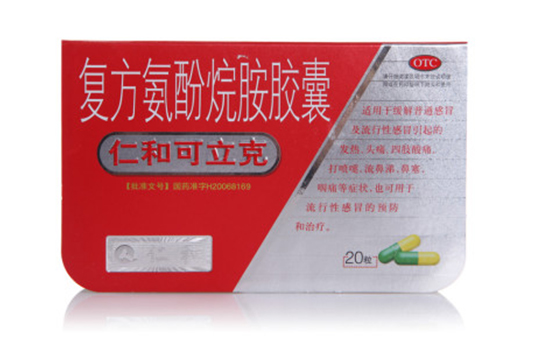 OTC
复方氨酚烷胺胶囊
仁和可立克
【批准文号】国药准字H20068169
适用于缓解普通感冒
及流行性感冒引起的
发热、头痛、四肢酸痛、
打喷嚏、流鼻涕、鼻塞、
咽痛等症状,也可用于
流行性感冒的预防
和治疗。
仁和
20粒